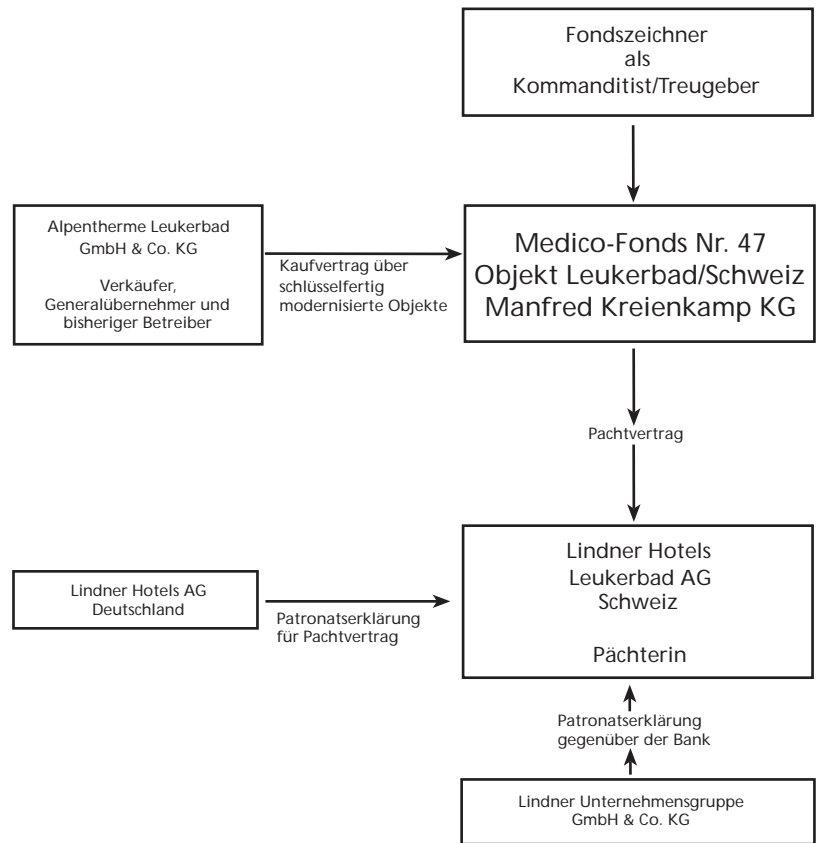 Fondszeichner
als
Kommanditist/Treugeber
Alpentherme Leukerbad
GmbH & Co. KG
Verkäufer,
Generalübernehmer und
bisheriger Betreiber
Kaufvertrag über
schlüsselfertig
modernisierte Objekte
Medico-Fonds Nr. 47
Objekt Leukerbad/Schweiz
Manfred Kreienkamp KG
Pachtvertrag
Lindner Hotels AG
Deutschland
Patronatserklärung
für Pachtvertrag
Lindner Hotels
Leukerbad AG
Schweiz
Pächterin
Patronatserklärung
gegenüber der Bank
Lindner Unternehmensgruppe
GmbH & Co. KG